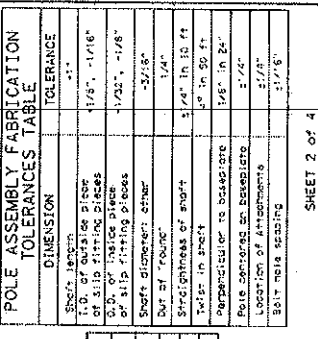 POLE ASSEMBLY FABRICATION
TOLERANCES TABLE
DIMENSION TOLERANCE
Shaft length ±1"
I.D. of outside piece
of slip fitting pieces +1/8", -1/16"
O.D. of inside piece
of slip fitting pieces -1/32", -1/8"
Shaft diameter: other -3/16"
Out of "round" 1/4"
Straightness of shaft ±1/4" in 10 ft
Twist in shaft in 50 ft
Perpendicular to baseplate 1/8" in 24"
Pole centered on baseplate ±1/4"
Location of Attachments ±1/4"
Bolt hole spacing ±1/16"
SHEET 2 of 4